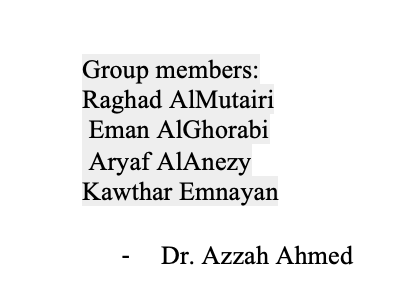 Group members:
Raghad AlMutairi
Eman AlGhorabi
Aryaf AlAnezy
Kawthar Emnayan
- Dr. Azzah Ahmed